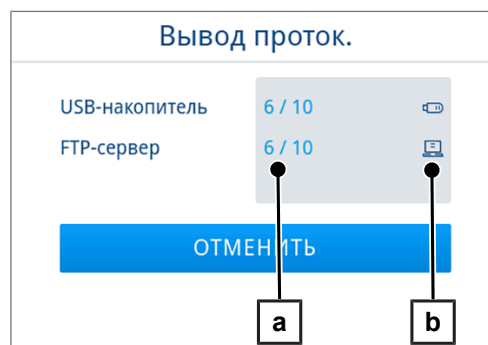 Вывод проток.
USB-накопитель 6 / 10
FTP-сервер 6 / 10
ОТМЕНИТЬ
a b